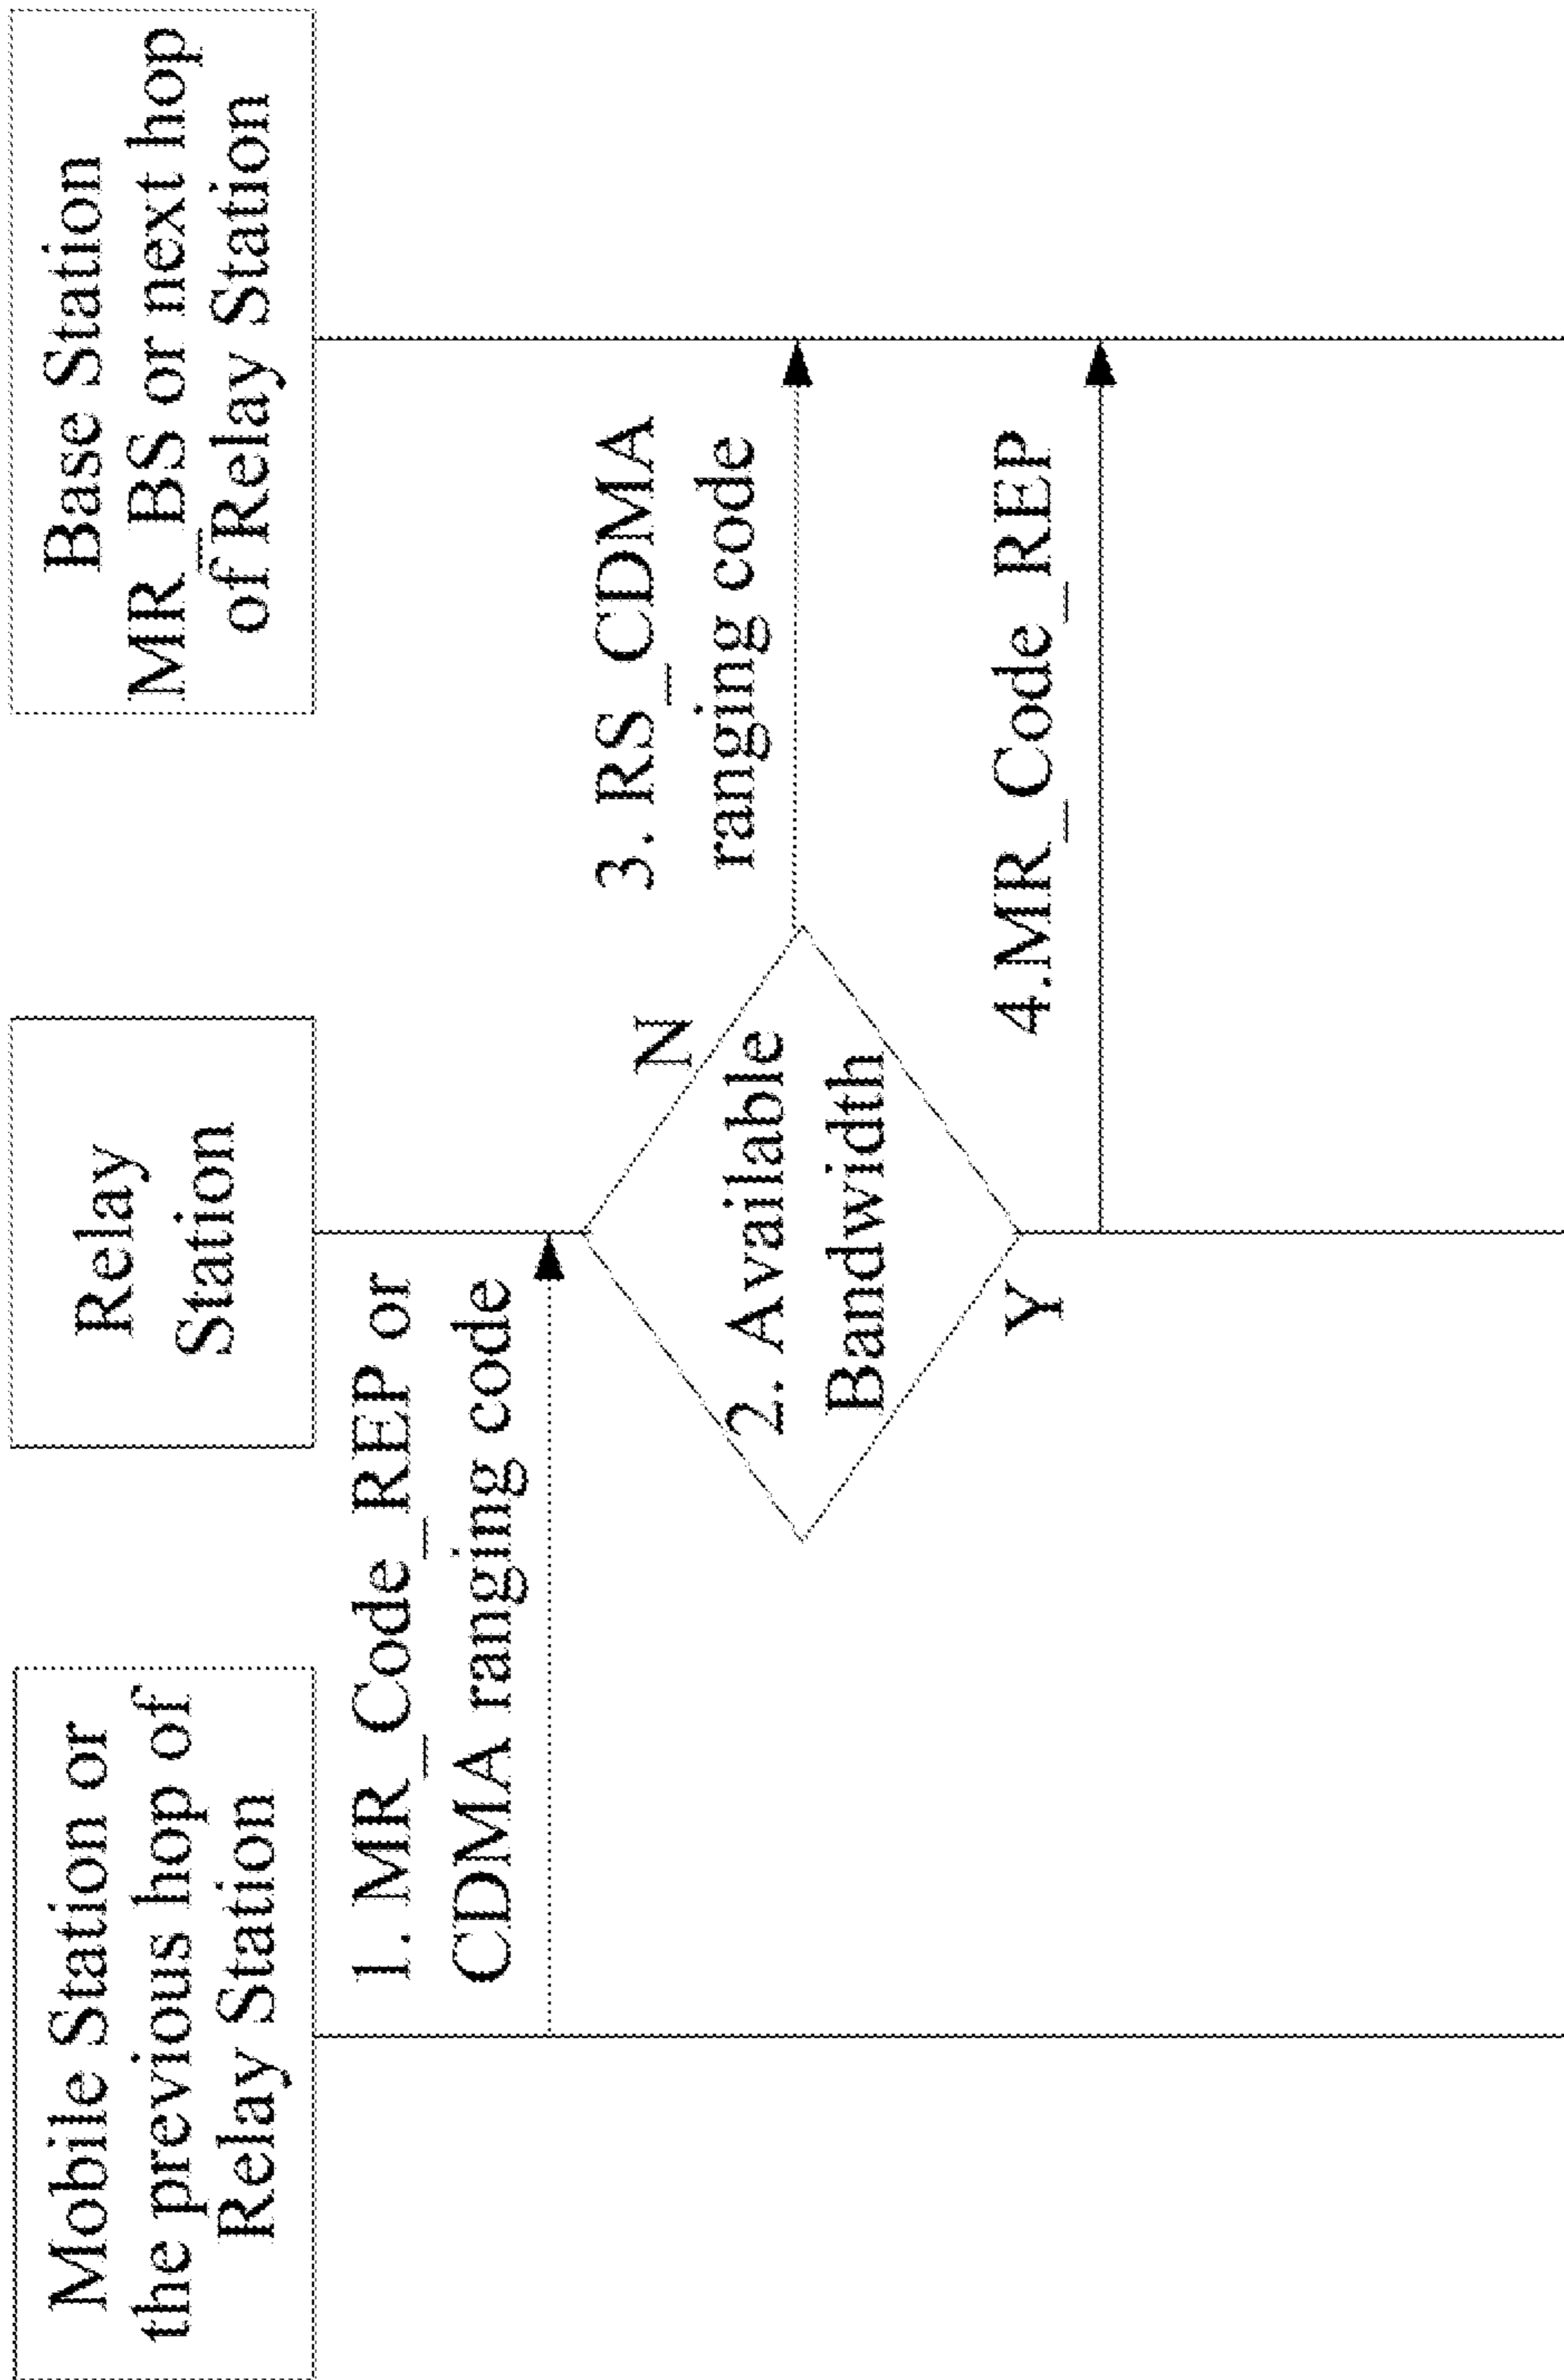 Mobile Station or
the previous hop of
Relay Station
Relay
Station
Base Station
MR_BS or next hop
of Relay Station
1. MR_Code_REP or
CDMA ranging code
2. Available
Bandwidth
N
Y
3. RS_CDMA
ranging code
4.MR_Code_REP